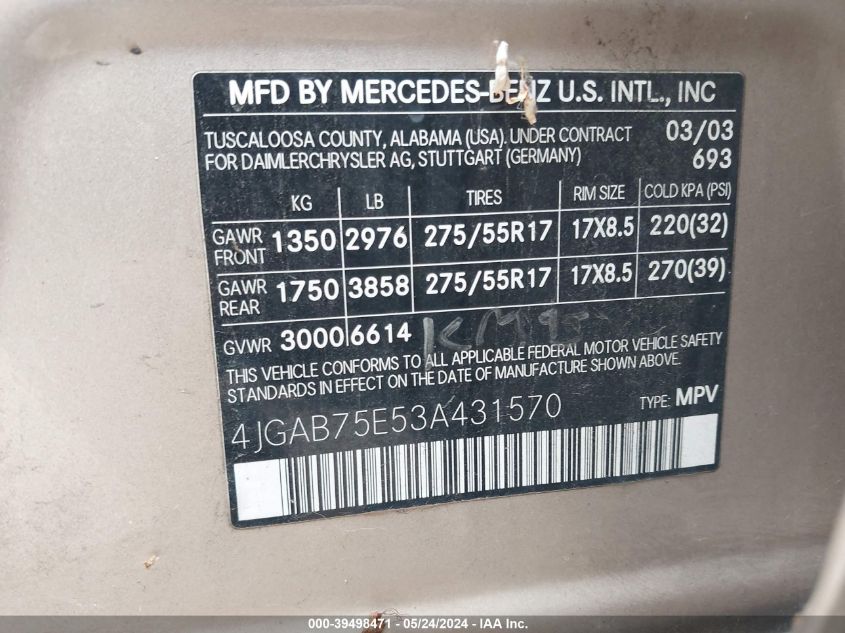 MFD BY MERCEDES-BENZ U.S. INTL., INC
TUSCALOOSA COUNTY, ALABAMA (USA). UNDER CONTRACT 03/03
FOR DAIMLERCHRYSLER AG, STUTTGART (GERMANY) 693
KG LB TIRES RIM SIZE COLD KPA (PSI)
GAWR FRONT 1350 2976 275/55R17 17X8.5 220(32)
GAWR REAR 1750 3858 275/55R17 17X8.5 270(39)
GVWR 3000 6614
THIS VEHICLE CONFORMS TO ALL APPLICABLE FEDERAL MOTOR VEHICLE SAFETY
STANDARDS IN EFFECT ON THE DATE OF MANUFACTURE SHOWN ABOVE.
4JGAB75E53A431570 TYPE: MPV
000-39498471 - 05/24/2024 - IAA Inc.